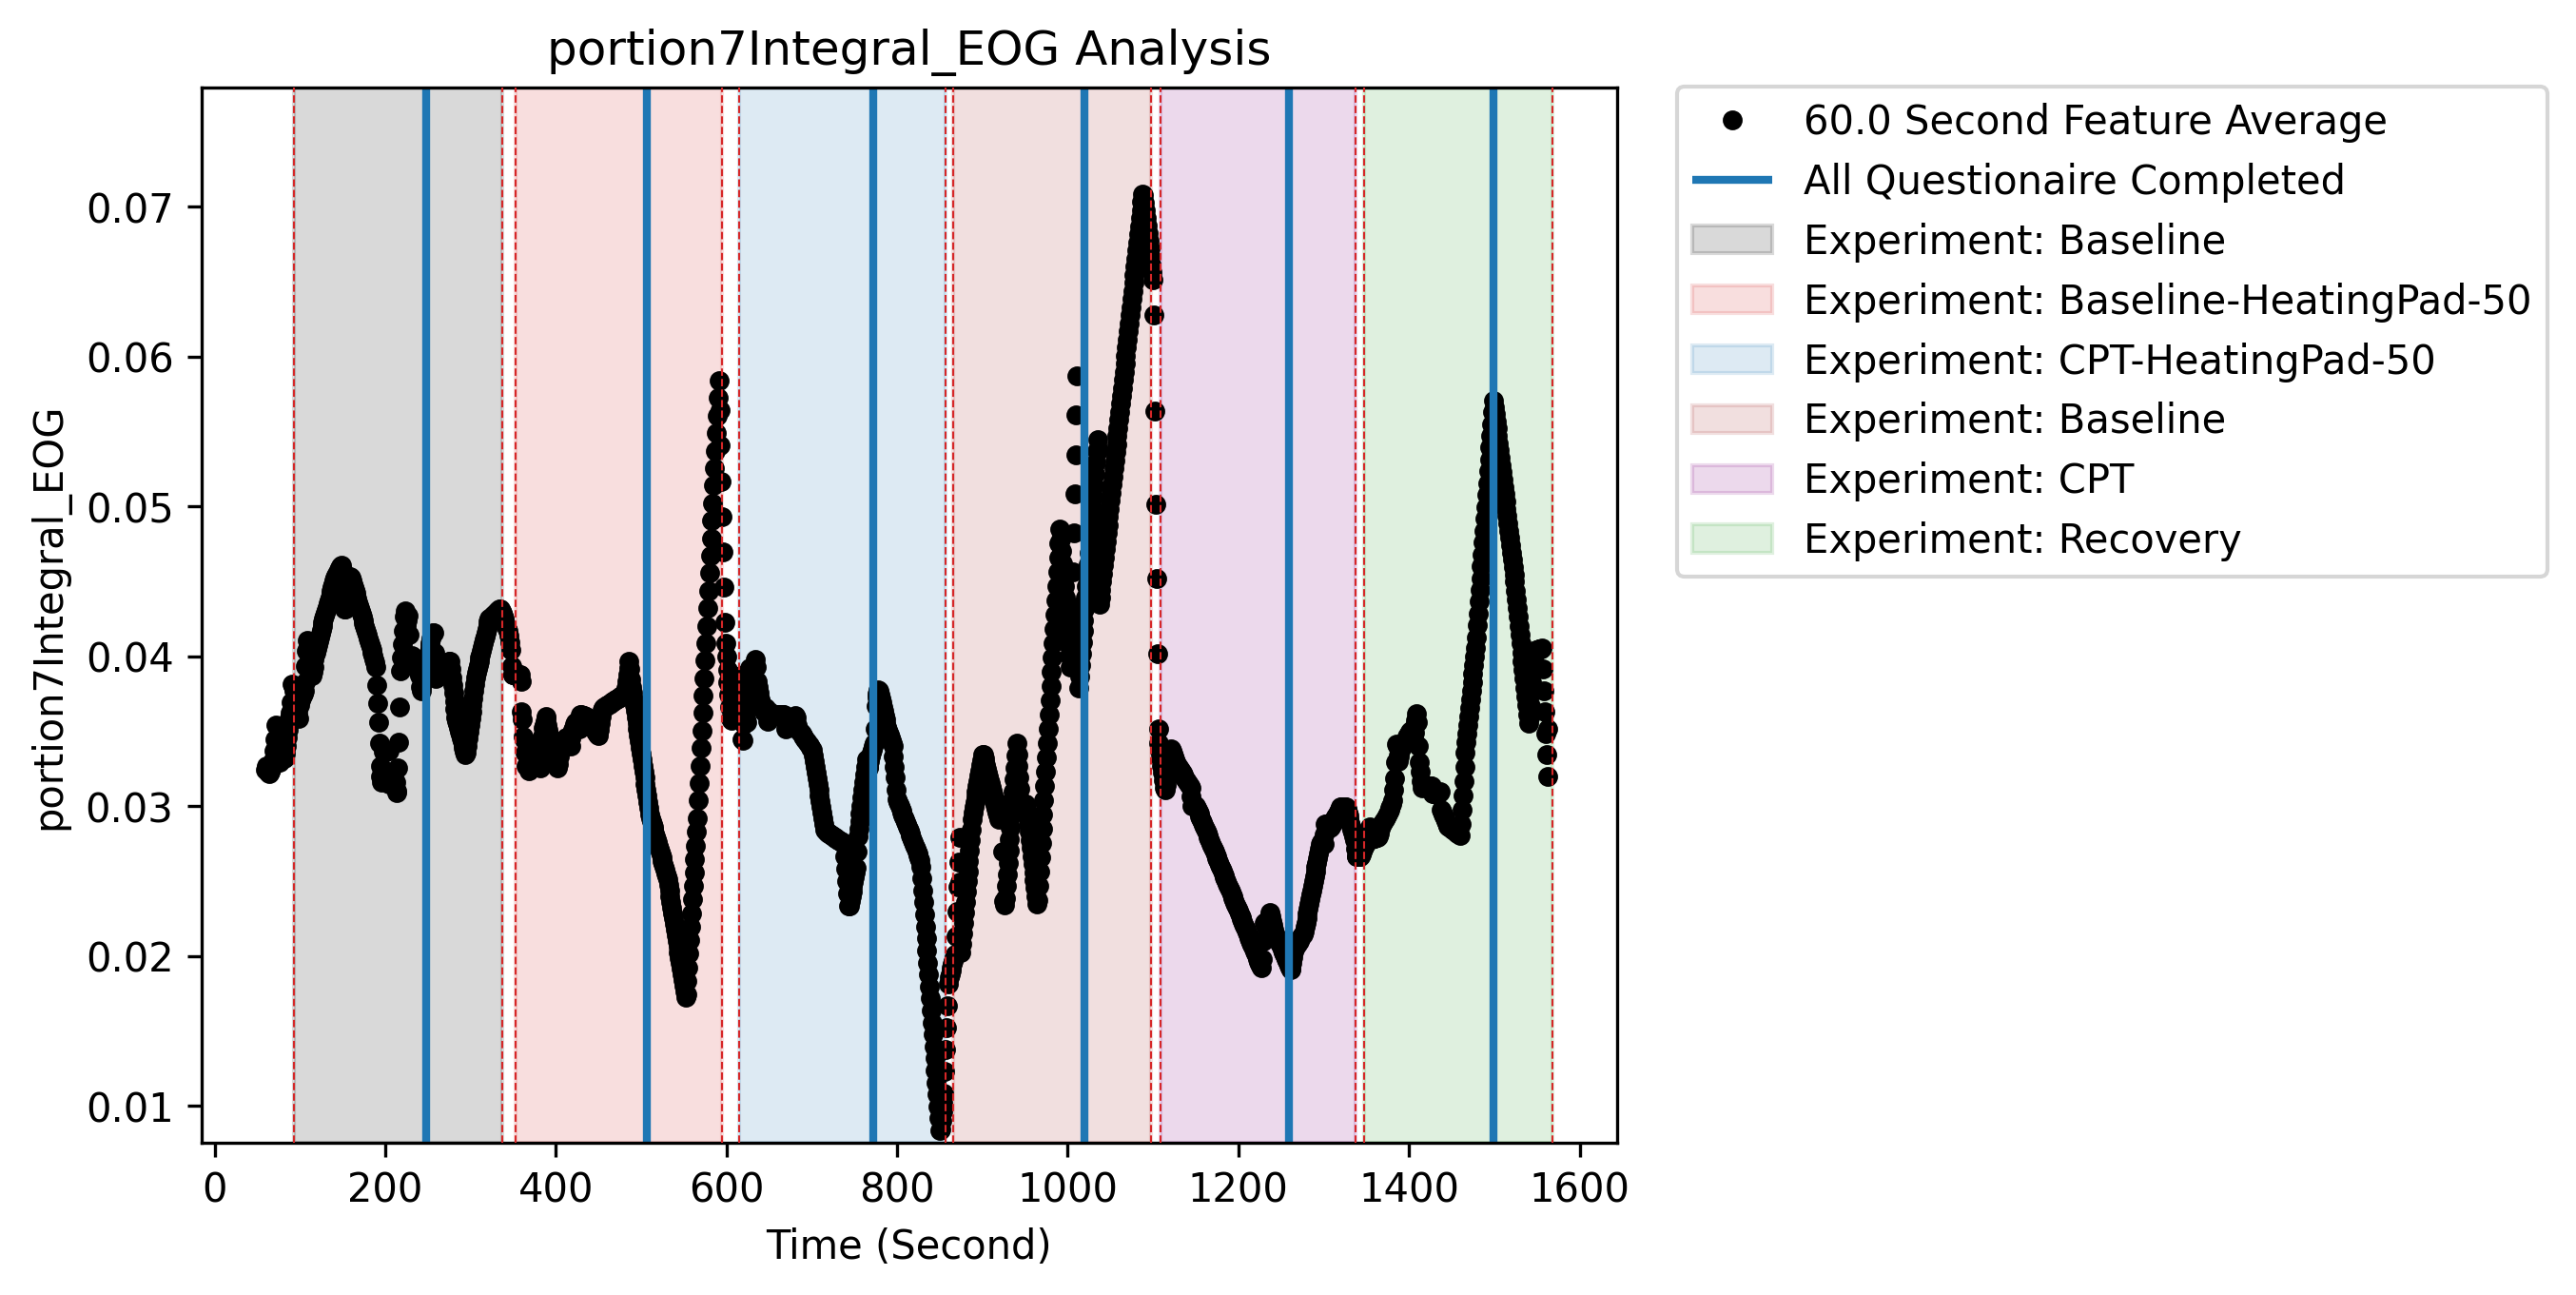 portion7Integral_EOG Analysis
60.0 Second Feature Average
All Questionaire Completed
Experiment: Baseline
Experiment: Baseline-HeatingPad-50
Experiment: CPT-HeatingPad-50
Experiment: Baseline
Experiment: CPT
Experiment: Recovery
portion7Integral_EOG
0.07
0.06
0.05
0.04
0.03
0.02
0.01
0 200 400 600 800 1000 1200 1400 1600
Time (Second)